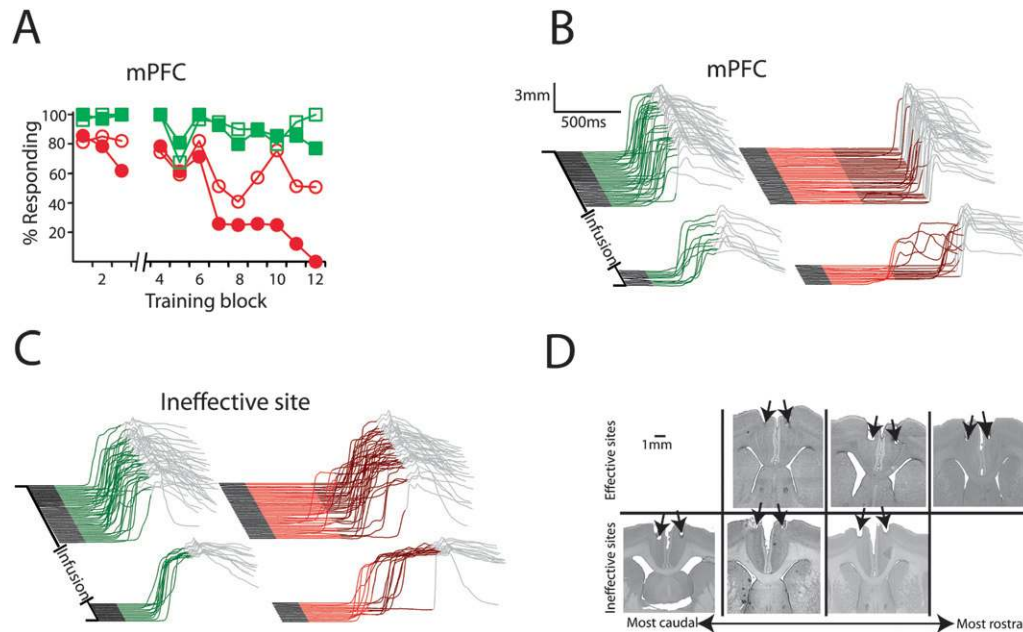 A
mPFC
100
80
60
40
20
% Responding
2 4 6 8 10 12
Training block
B
mPFC
3mm
500ms
Infusion
C
Ineffective site
Infusion
D
1mm
Effective sites
Ineffective sites
Most caudal Most rostra